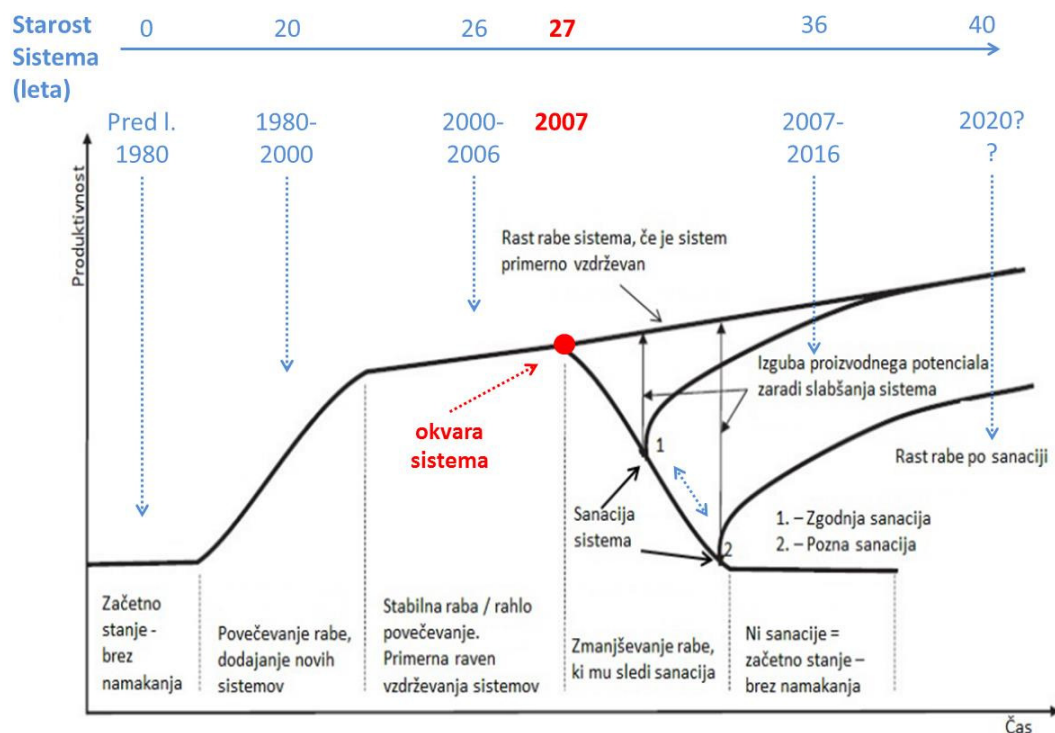 Starost
Sistema
(leta)
0
20
26
27
36
40
Pred l.
1980
1980-
2000
2000-
2006
2007
2007-
2016
2020?
?
Produktivnost
Rast rabe sistema, če je sistem
primerno vzdrževan
Izguba proizvodnega potenciala
zaradi slabšanja sistema
okvara
sistema
1
Rast rabe po sanaciji
Sanacija
sistema
2
1. – Zgodnja sanacija
2. – Pozna sanacija
Začetno
stanje -
brez
namakanja
Povečevanje rabe,
dodajanje novih
sistemov
Stabilna raba / rahlo
povečevanje.
Primerna raven
vzdrževanja sistemov
Zmanjševanje rabe,
ki mu sledi sanacija
Ni sanacije =
začetno stanje –
brez namakanja
Čas